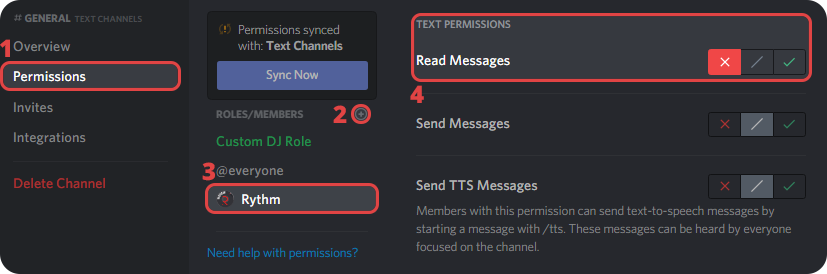 # GENERAL TEXT CHANNELS
1
Overview
Permissions
Invites
Integrations
Delete Channel
Permissions synced
with: Text Channels
Sync Now
ROLES/MEMBERS
2
Custom DJ Role
@everyone
3
Rythm
Need help with permissions?
TEXT PERMISSIONS
Read Messages
4
Send Messages
Send TTS Messages
Members with this permission can send text-to-speech messages by
starting a message with /tts. These messages can be heard by everyone
focused on the channel.